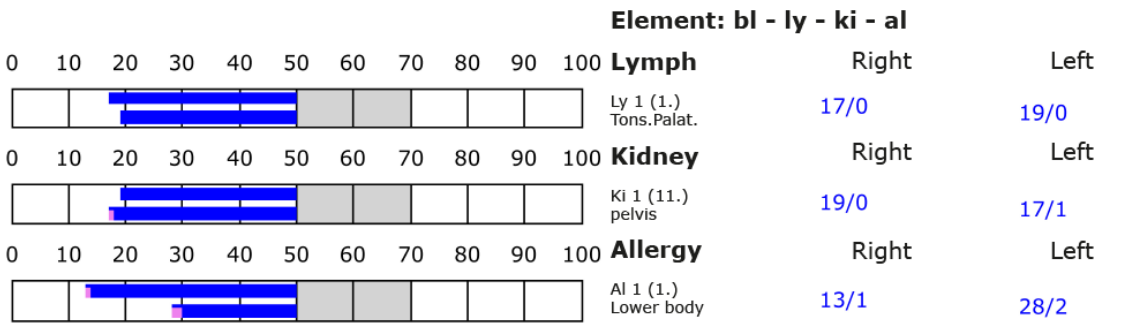 Element: bl - ly - ki - al
0 10 20 30 40 50 60 70 80 90 100 Lymph Right Left
Ly 1 (1.)
Tons.Palat.
17/0 19/0
0 10 20 30 40 50 60 70 80 90 100 Kidney Right Left
Ki 1 (11.)
pelvis
19/0 17/1
0 10 20 30 40 50 60 70 80 90 100 Allergy Right Left
Al 1 (1.)
Lower body
13/1 28/2